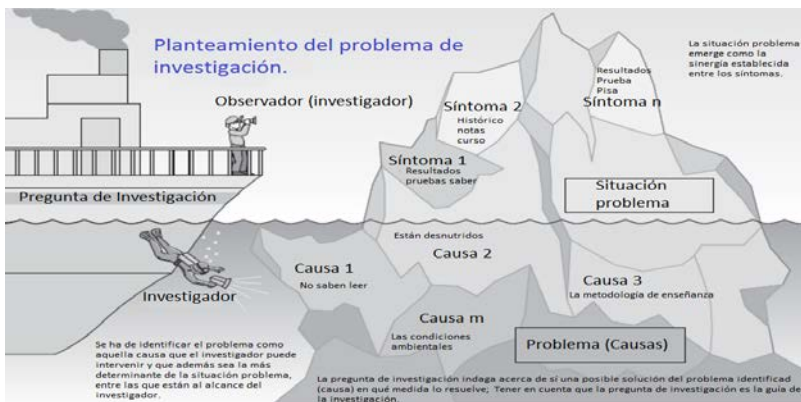 Planteamiento del problema de
investigación.
La situación problema
emerge como la
sinergía establecida
entre los síntomas.
Observador (investigador)
Síntoma 2
Histórico
notas
curso
Resultados
Prueba
Pisa
Síntoma n
Síntoma 1
Resultados
pruebas saber
Situación
problema
Pregunta de Investigación
Están desnutridos
Causa 2
Causa 1
No saben leer
Causa 3
La metodología de enseñanza
Investigador
Causa m
Las condiciones
ambientales
Problema (Causas)
Se ha de identificar el problema como
aquella causa que el investigador puede
intervenir y que además sea la más
determinante de la situación problema,
entre las que están al alcance del
investigador.
La pregunta de investigación indaga acerca de sí una posible solución del problema identificad
(causa) en qué medida lo resuelve; Tener en cuenta que la pregunta de Investigación es la guía de
la investigación.